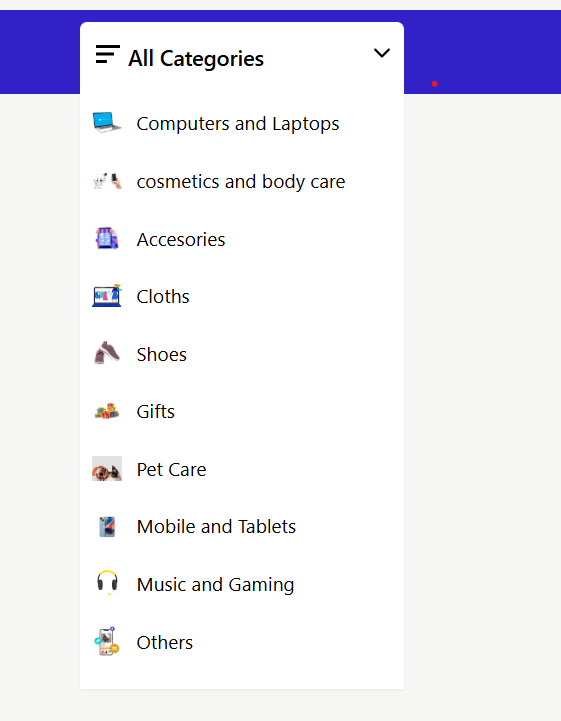 All Categories
Computers and Laptops
cosmetics and body care
Accesories
Cloths
Shoes
Gifts
Pet Care
Mobile and Tablets
Music and Gaming
Others